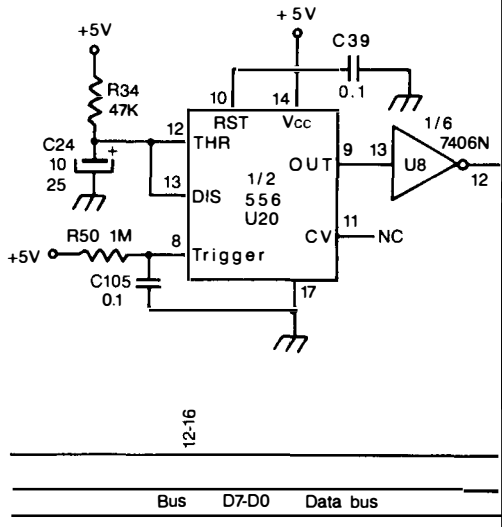 +5V
+5V
C39
0.1
R34
47K
10
14
RST
Vcc
1/6
7406N
C24
10
25
12
THR
9
OUT
13
U8
12
13
DIS
1/2
556
U20
11
CV
NC
R50 1M
8
Trigger
+5V
C105
0.1
17
12-16
Bus D7-D0 Data bus